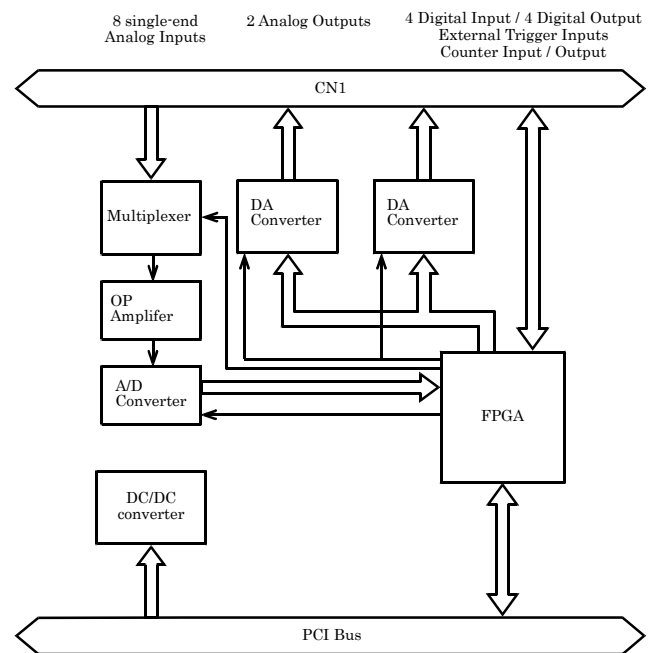 8 single-end
Analog Inputs
2 Analog Outputs
4 Digital Input / 4 Digital Output
External Trigger Inputs
Counter Input / Output
CN1
Multiplexer
DA
Converter
DA
Converter
OP
Amplifer
A/D
Converter
FPGA
DC/DC
converter
PCI Bus